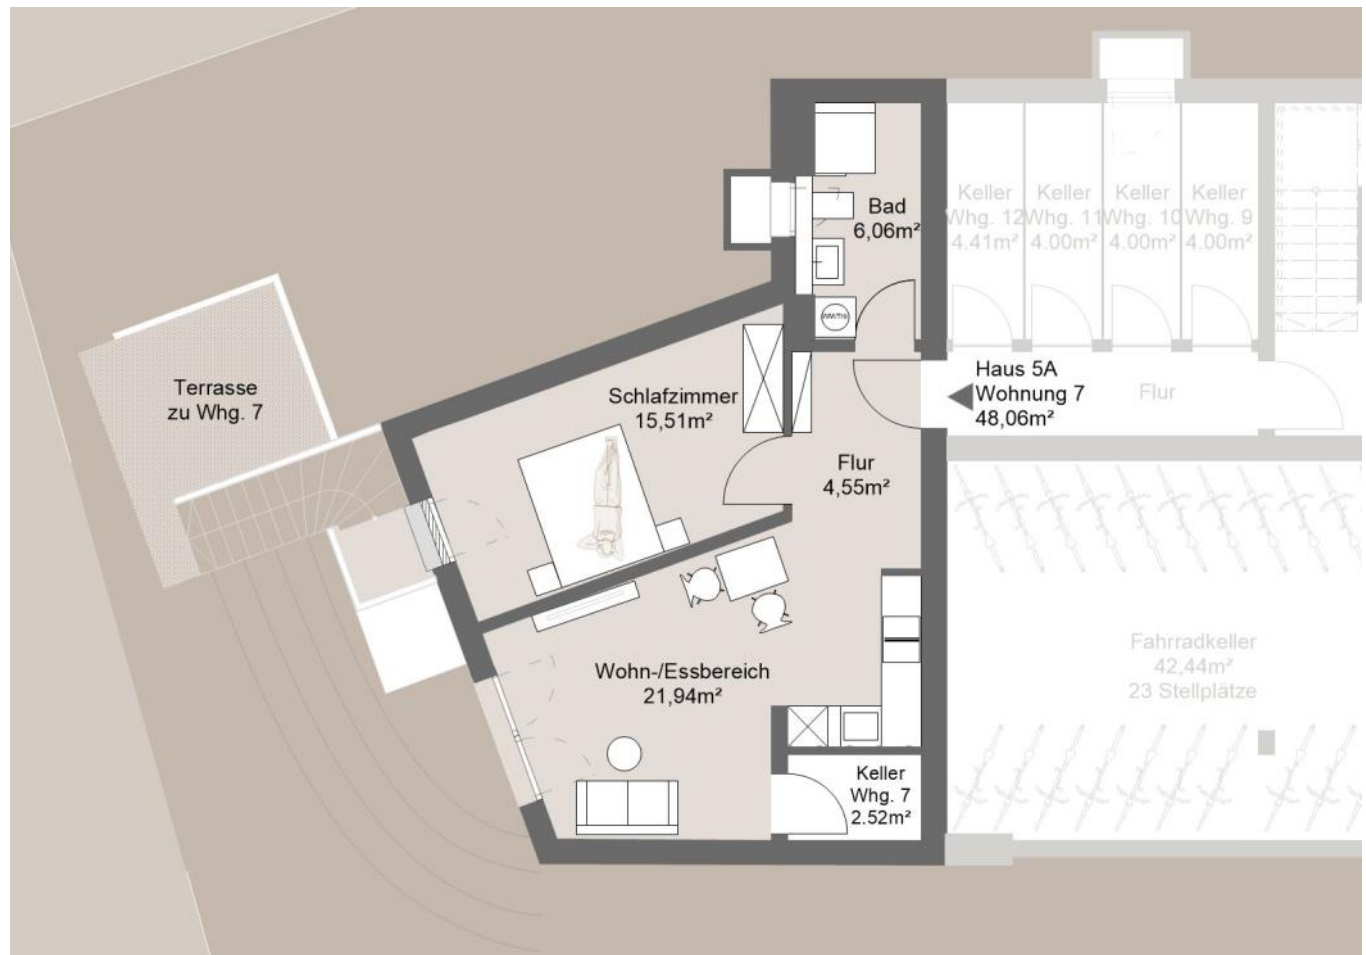 Keller
Whg. 12
4.41m²
Keller
Whg. 11
4.00m²
Keller
Whg. 10
4.00m²
Keller
Whg. 9
4.00m²
Bad
6,06m²
WM/TR
Terrasse
zu Whg. 7
Schlafzimmer
15,51m²
Haus 5A
Wohnung 7
48,06m²
Flur
Flur
4,55m²
Wohn-/Essbereich
21,94m²
Fahrradkeller
42,44m²
23 Stellplätze
Keller
Whg. 7
2.52m²